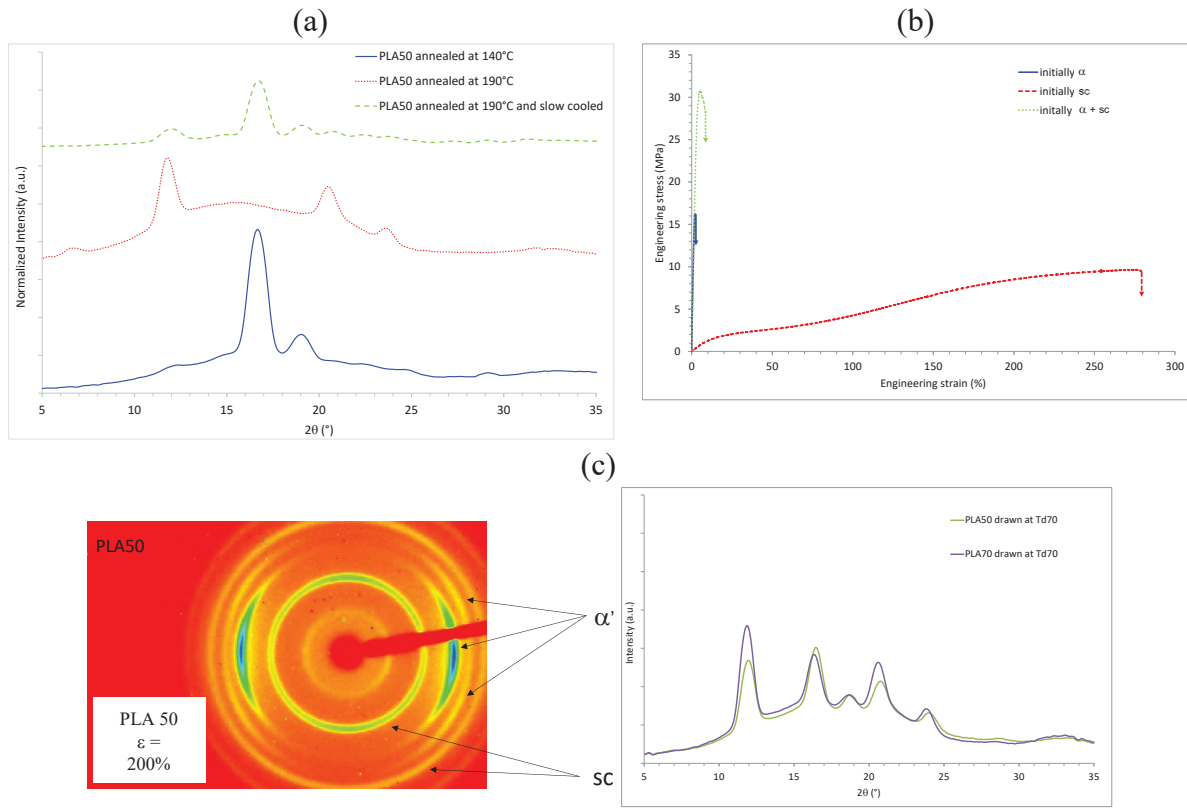 (a)
PLA50 annealed at 140°C
PLA50 annealed at 190°C
PLA50 annealed at 190°C and slow cooled
Normalized Intensity (a.u.)
5 10 15 20 25 30 35
2θ (°)
(b)
initially α
initially sc
initially α + sc
Engineering stress (MPa)
35
30
25
20
15
10
5
0
0 50 100 150 200 250 300
Engineering strain (%)
(c)
PLA50
PLA 50
ε =
200%
α'
sc
PLA50 drawn at Td70
PLA70 drawn at Td70
Intensity (a.u.)
5 10 15 20 25 30 35
2θ (°)